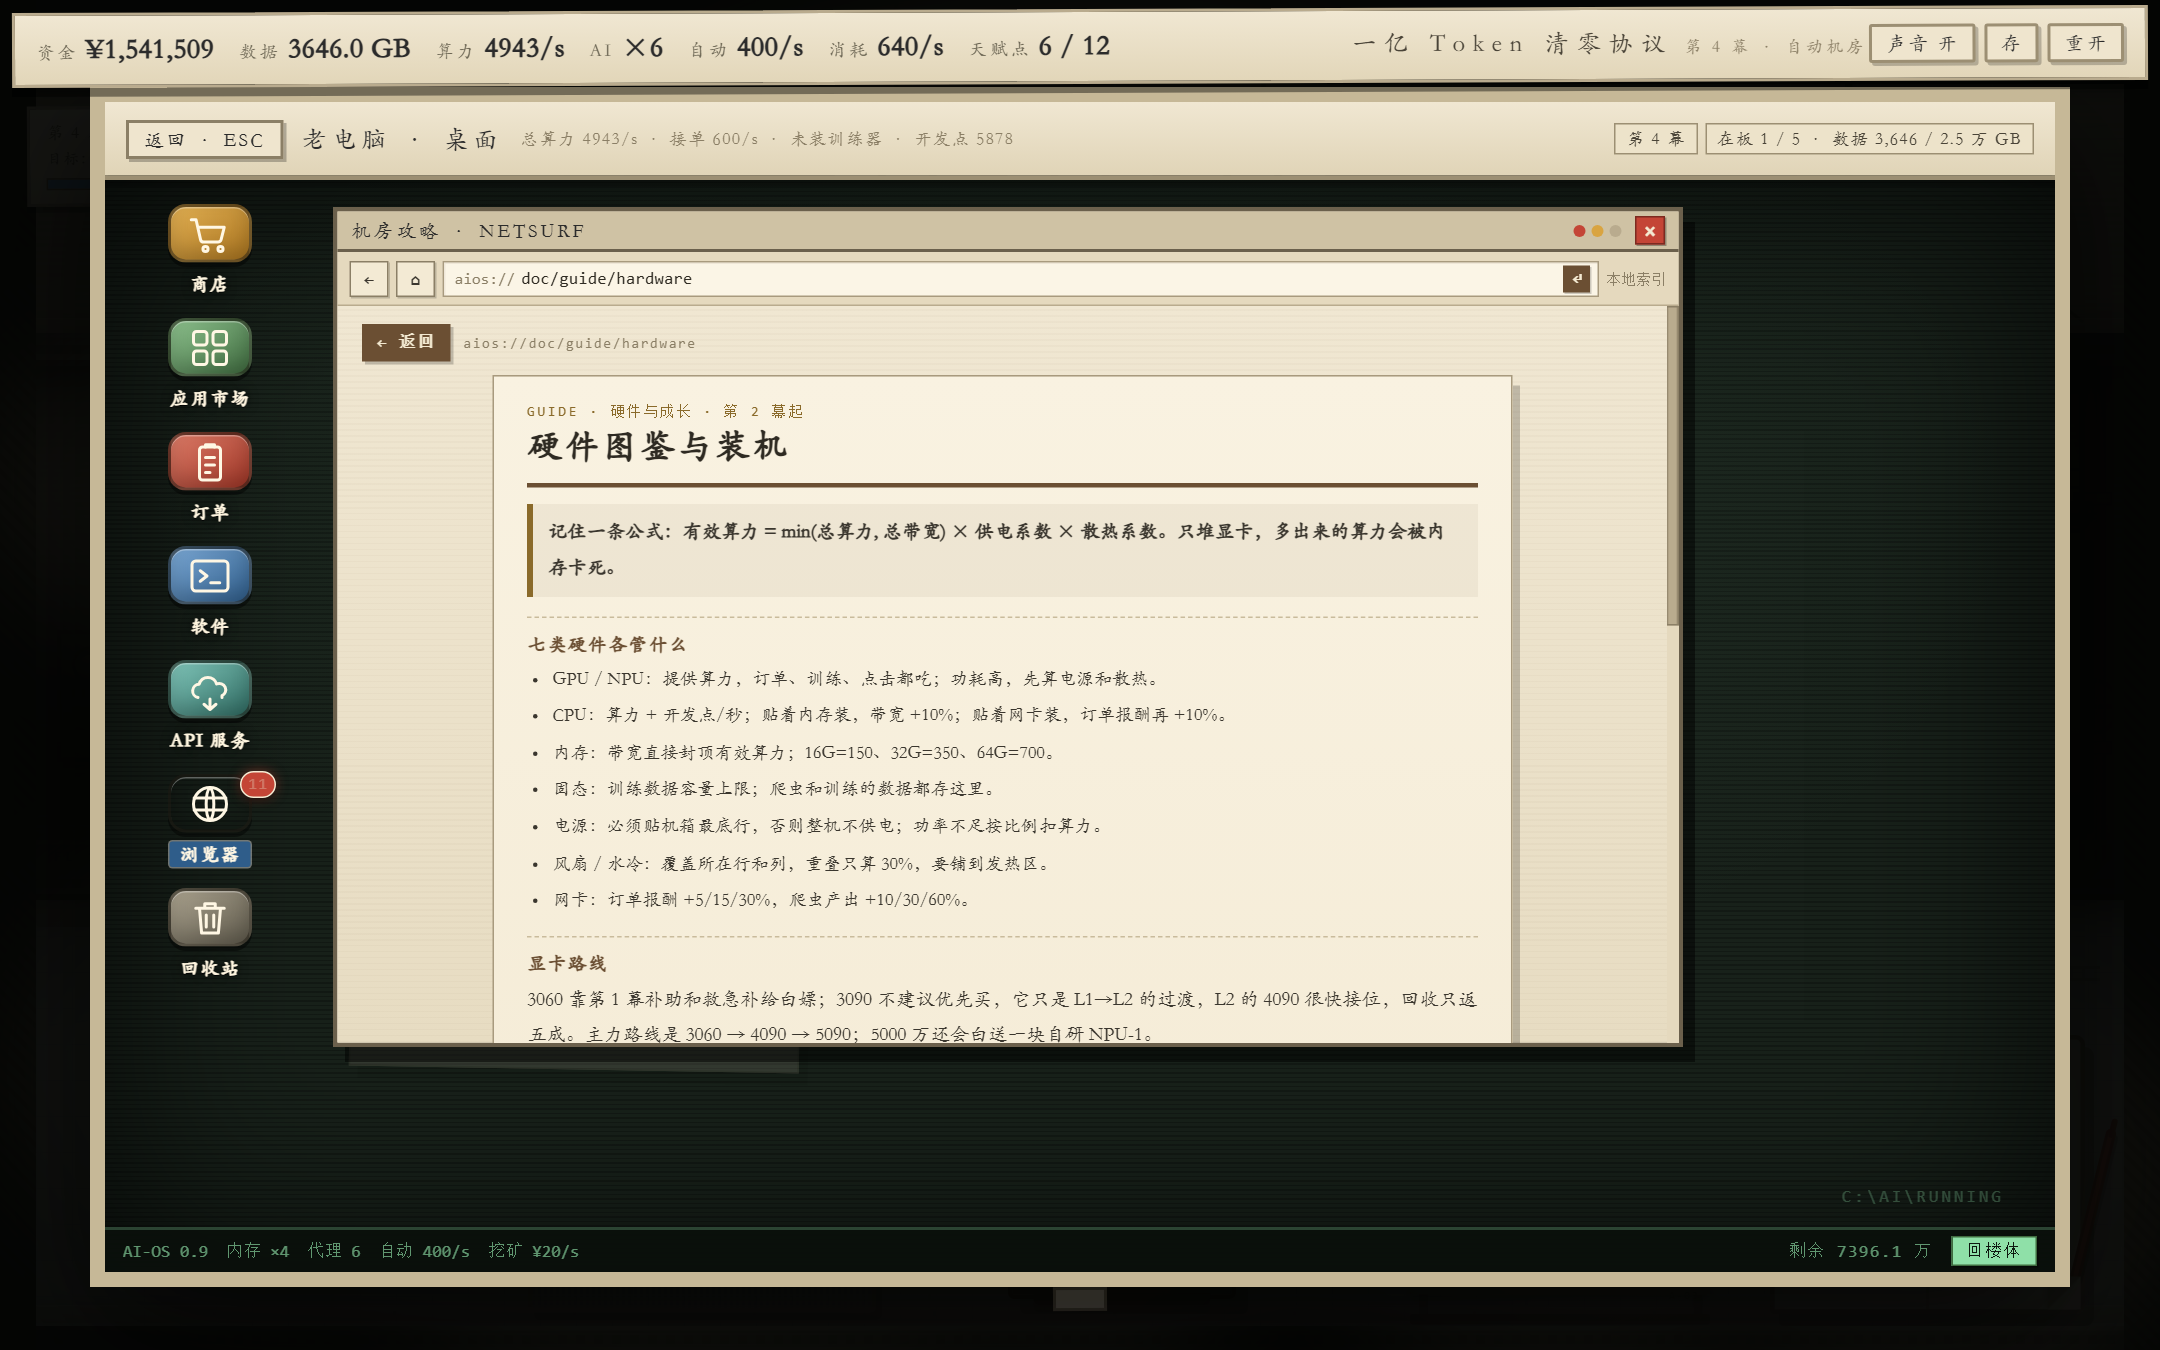 资金 ¥1,541,509 数据 3646.0 GB 算力 4943/s AI ×6 自动 400/s 消耗 640/s 天赋点 6 / 12 一亿 Token 清零协议 第 4 幕 · 自动机房 声音 开 存 重开
返回 · ESC 老电脑 · 桌面 总算力 4943/s · 接单 600/s · 未装训练器 · 开发点 5878 第 4 幕 在板 1 / 5 · 数据 3,646 / 2.5 万 GB
商店
应用市场
订单
软件
API 服务
11
浏览器
回收站
机房攻略 · NETSURF ×
← ⌂ aios:// doc/guide/hardware ↵ 本地索引
← 返回 aios://doc/guide/hardware
GUIDE · 硬件与成长 · 第 2 幕起
硬件图鉴与装机
记住一条公式：有效算力 = min(总算力, 总带宽) × 供电系数 × 散热系数。只堆显卡，多出来的算力会被内
存卡死。
七类硬件各管什么
• GPU / NPU：提供算力，订单、训练、点击都吃；功耗高，先算电源和散热。
• CPU：算力 + 开发点/秒；贴着内存装，带宽 +10%；贴着网卡装，订单报酬再 +10%。
• 内存：带宽直接封顶有效算力；16G=150、32G=350、64G=700。
• 固态：训练数据容量上限；爬虫和训练的数据都存这里。
• 电源：必须贴机箱最底行，否则整机不供电；功率不足按比例扣算力。
• 风扇 / 水冷：覆盖所在行和列，重叠只算 30%，要铺到发热区。
• 网卡：订单报酬 +5/15/30%，爬虫产出 +10/30/60%。
显卡路线
3060 靠第 1 幕补助和救急补给白嫖；3090 不建议优先买，它只是 L1→L2 的过渡，L2 的 4090 很快接位，回收只返
五成。主力路线是 3060 → 4090 → 5090；5000 万还会白送一块自研 NPU-1。
C:\AI\RUNNING
AI-OS 0.9 内存 ×4 代理 6 自动 400/s 挖矿 ¥20/s 剩余 7396.1 万 回楼体